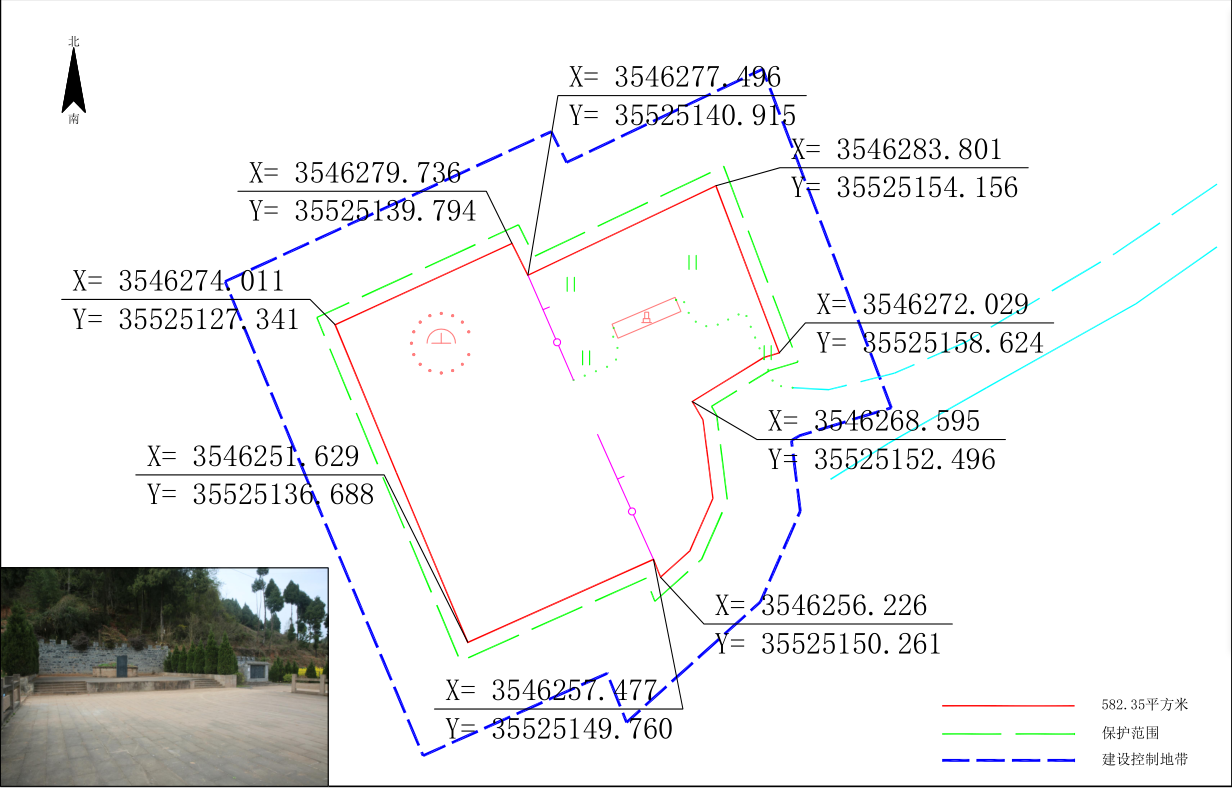 北
南
X= 3546277.496
Y= 35525140.915
X= 3546283.801
Y= 35525154.156
X= 3546279.736
Y= 35525139.794
X= 3546274.011
Y= 35525127.341
X= 3546272.029
Y= 35525158.624
X= 3546268.595
Y= 35525152.496
X= 3546251.629
Y= 35525136.688
X= 3546256.226
Y= 35525150.261
X= 3546257.477
Y= 35525149.760
582.35平方米
保护范围
建设控制地带